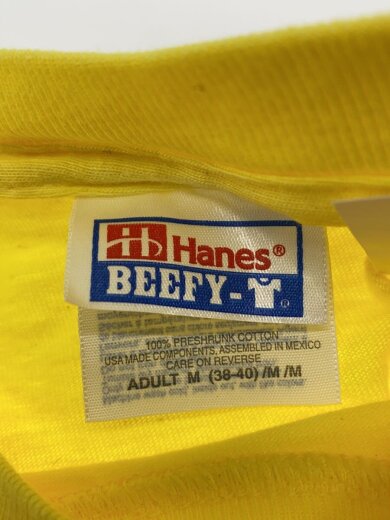 Hanes®
BEEFY-T®
100% PRESHRUNK COTTON
USA MADE COMPONENTS, ASSEMBLED IN MEXICO
CARE ON REVERSE
ADULT M (38-40) /M /M